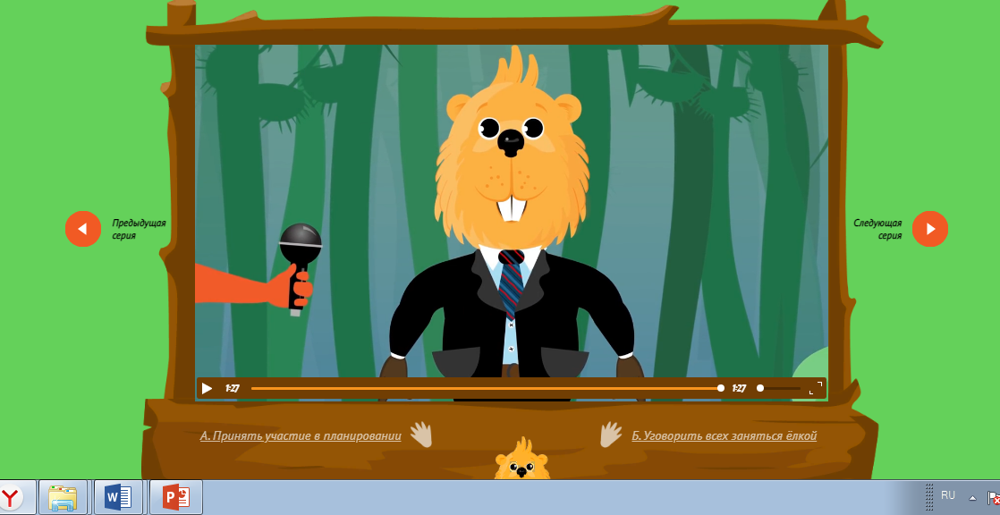 Предыдущая
серия
Следующая
серия
1:27
1:27
А. Принять участие в планировании
Б. Уговорить всех заняться ёлкой
Y
W
P
RU